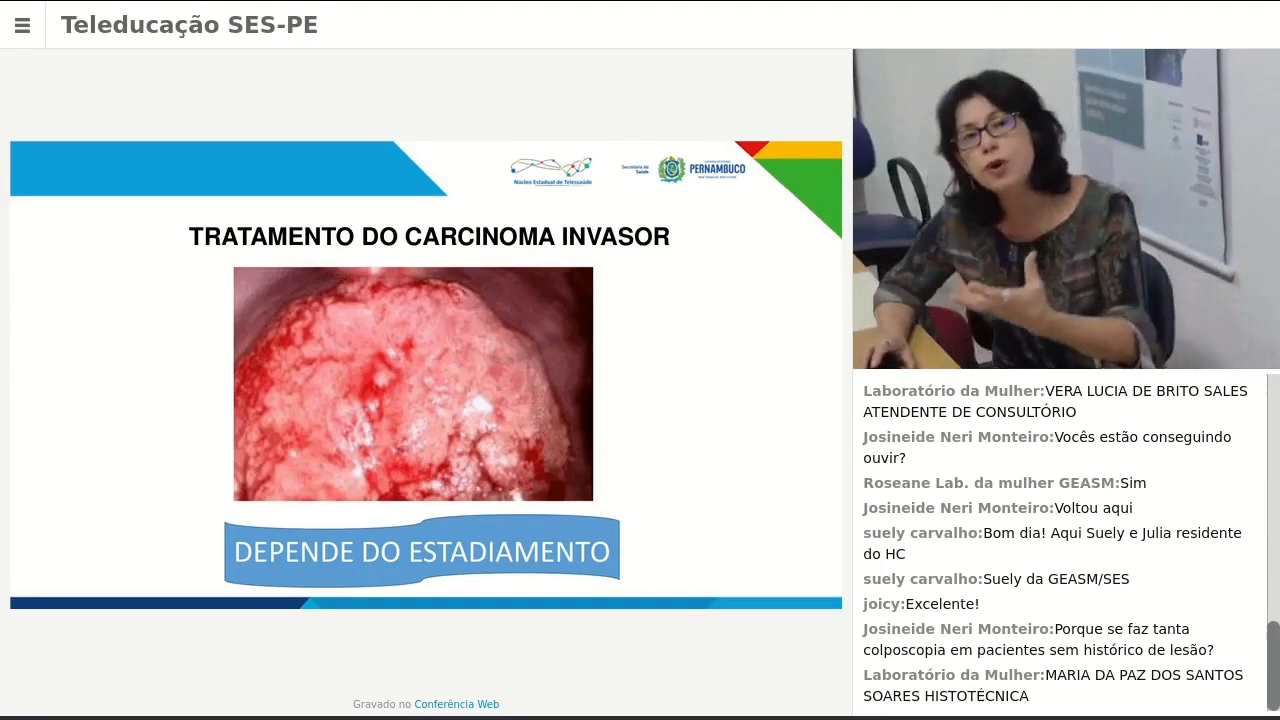 Teleducação SES-PE
Núcleo Estadual de Telessaúde
Secretaria de
Saúde
PERNAMBUCO
TRATAMENTO DO CARCINOMA INVASOR
DEPENDE DO ESTADIAMENTO
Gravado no Conferência Web
Laboratório da Mulher:VERA LUCIA DE BRITO SALES
ATENDENTE DE CONSULTÓRIO
Josineide Neri Monteiro:Vocês estão conseguindo
ouvir?
Roseane Lab. da mulher GEASM:Sim
Josineide Neri Monteiro:Voltou aqui
suely carvalho:Bom dia! Aqui Suely e Julia residente
do HC
suely carvalho:Suely da GEASM/SES
joicy:Excelente!
Josineide Neri Monteiro:Porque se faz tanta
colposcopia em pacientes sem histórico de lesão?
Laboratório da Mulher:MARIA DA PAZ DOS SANTOS
SOARES HISTOTÉCNICA